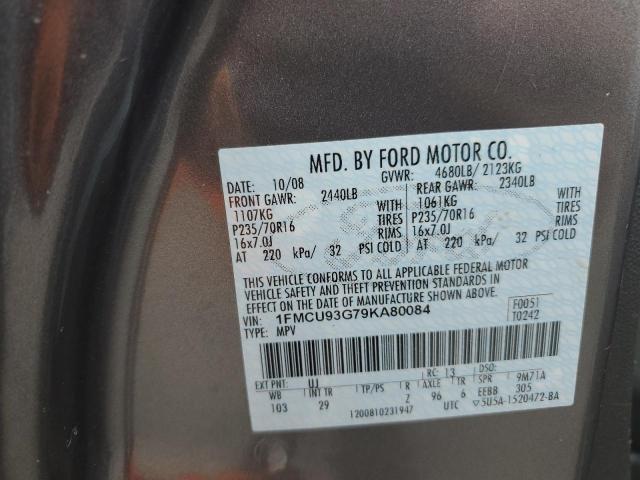 MFD. BY FORD MOTOR CO.
DATE: 10/08 GVWR: 4680LB/ 2123KG
FRONT GAWR: 2440LB REAR GAWR: 2340LB
1107KG WITH 1061KG WITH
P235/70R16 TIRES P235/70R16 TIRES
16x7.0J RIMS 16x7.0J RIMS
AT 220 kPa/ 32 PSI COLD AT 220 kPa/ 32 PSI COLD
THIS VEHICLE CONFORMS TO ALL APPLICABLE FEDERAL MOTOR
VEHICLE SAFETY AND THEFT PREVENTION STANDARDS IN
EFFECT ON THE DATE OF MANUFACTURE SHOWN ABOVE.
VIN: 1FMCU93G79KA80084 F0051
TYPE: MPV T0242
EXT PNT: UJ RC: 13 DSO:
WB INT TR TP/PS R AXLE TR SPR 9M71A
103 29 Z 96 6 EEBB 305
1200810231947 UTC ▽5U5A-1520472-BA